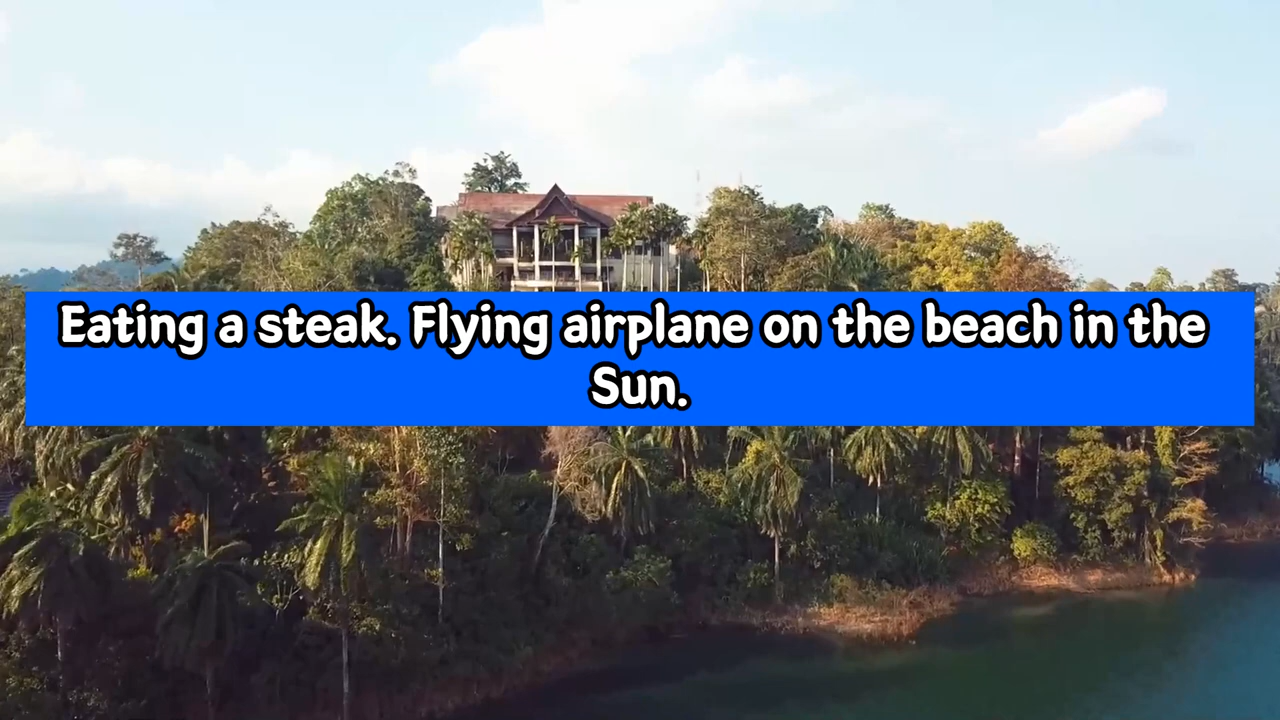 Eating a steak. Flying airplane on the beach in the
Sun.